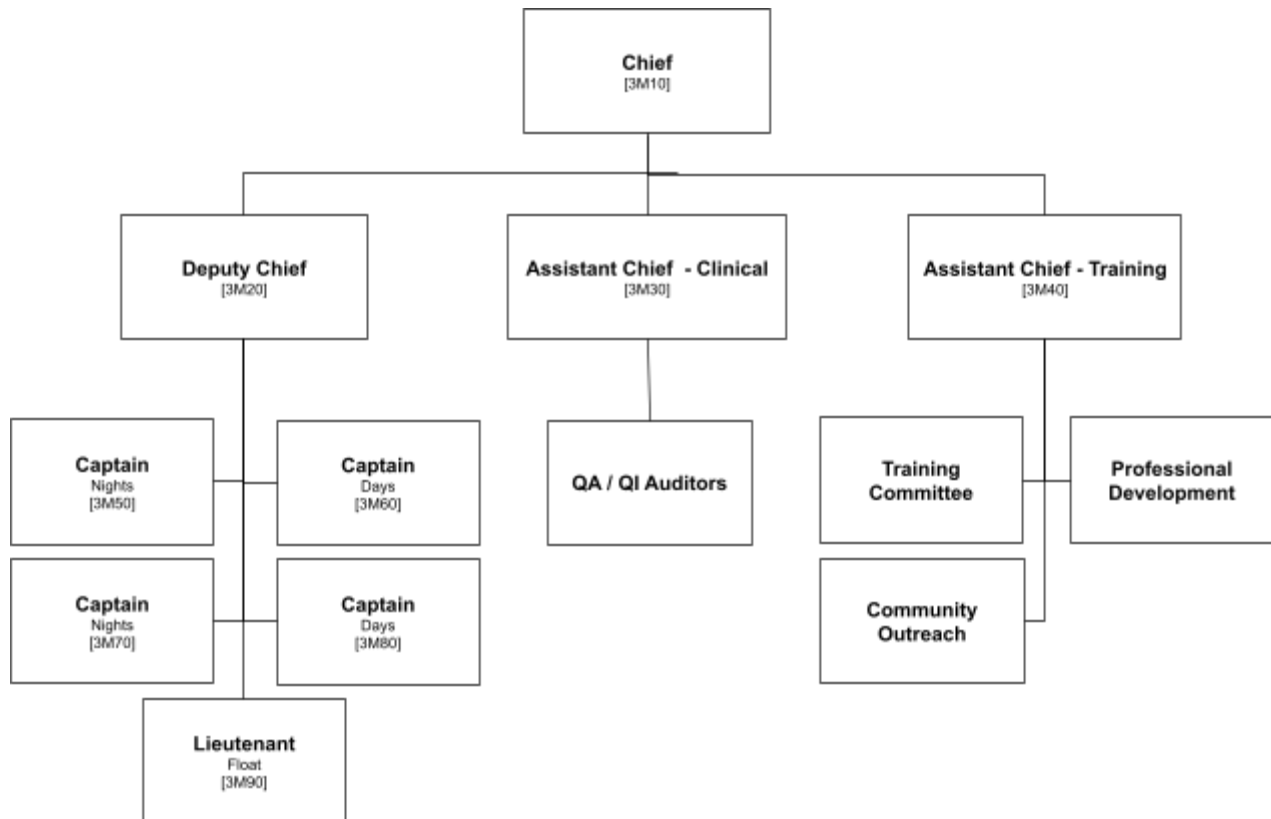 Chief
[3M10]
Deputy Chief
[3M20]
Assistant Chief - Clinical
[3M30]
Assistant Chief - Training
[3M40]
Captain
Nights
[3M50]
Captain
Days
[3M60]
QA / QI Auditors
Training
Committee
Professional
Development
Captain
Nights
[3M70]
Captain
Days
[3M80]
Community
Outreach
Lieutenant
Float
[3M90]